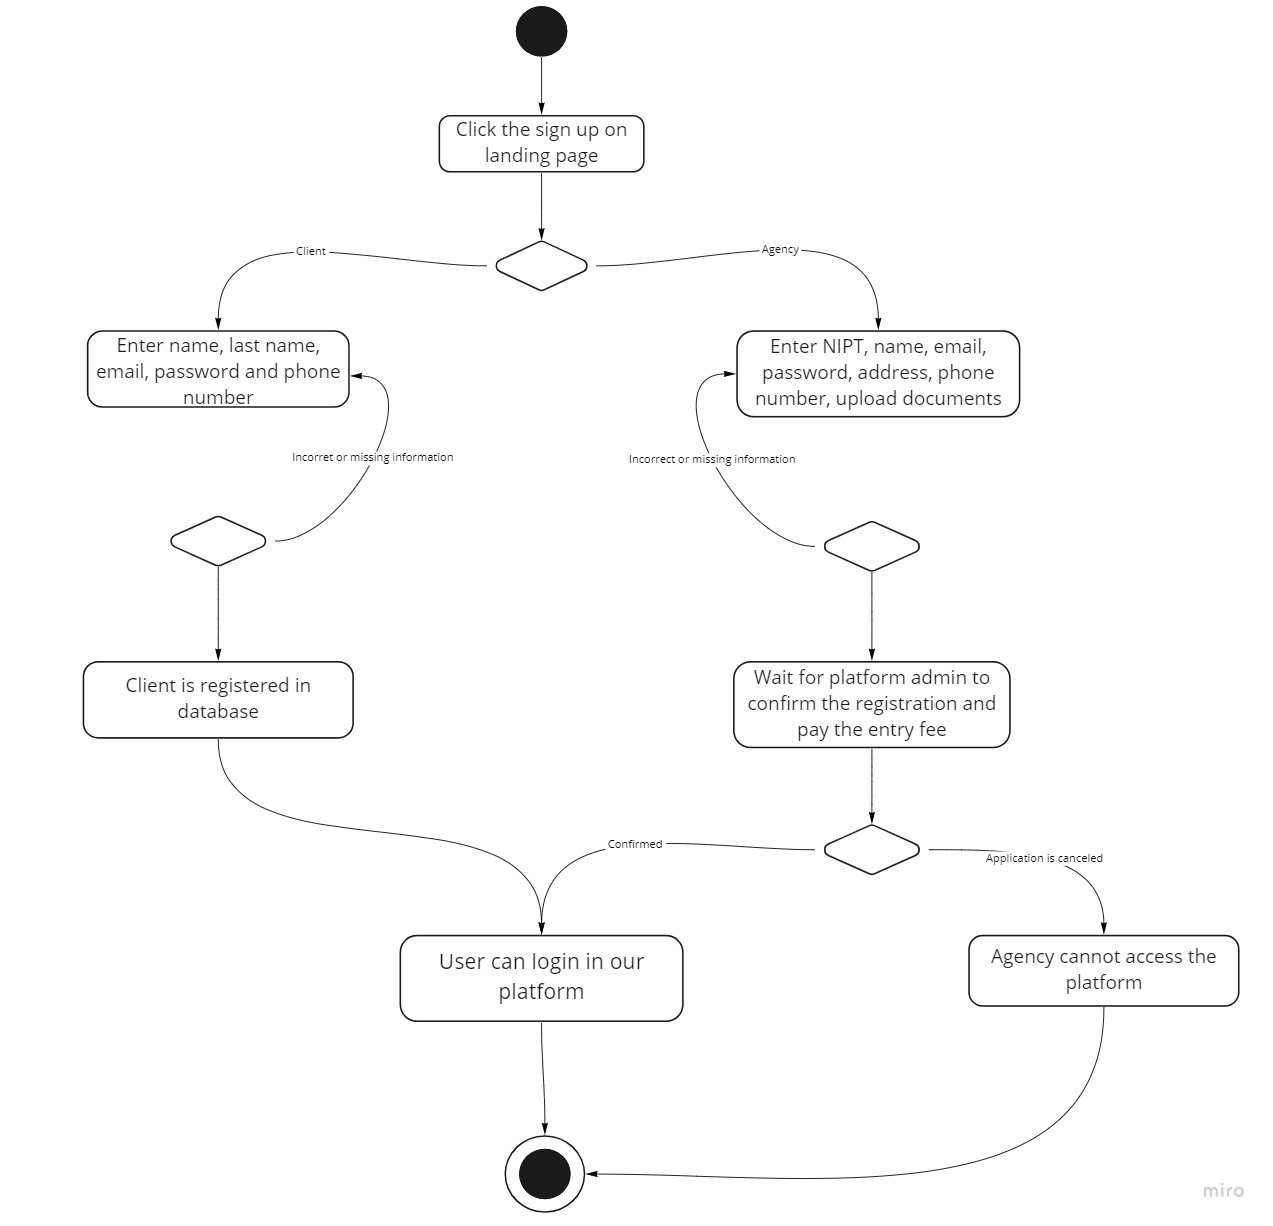 Click the sign up on
landing page
Client
Agency
Enter name, last name,
email, password and phone
number
Enter NIPT, name, email,
password, address, phone
number, upload documents
Incorret or missing information
Incorrect or missing information
Client is registered in
database
Wait for platform admin to
confirm the registration and
pay the entry fee
Confirmed
Application is canceled
User can login in our
platform
Agency cannot access the
platform
miro